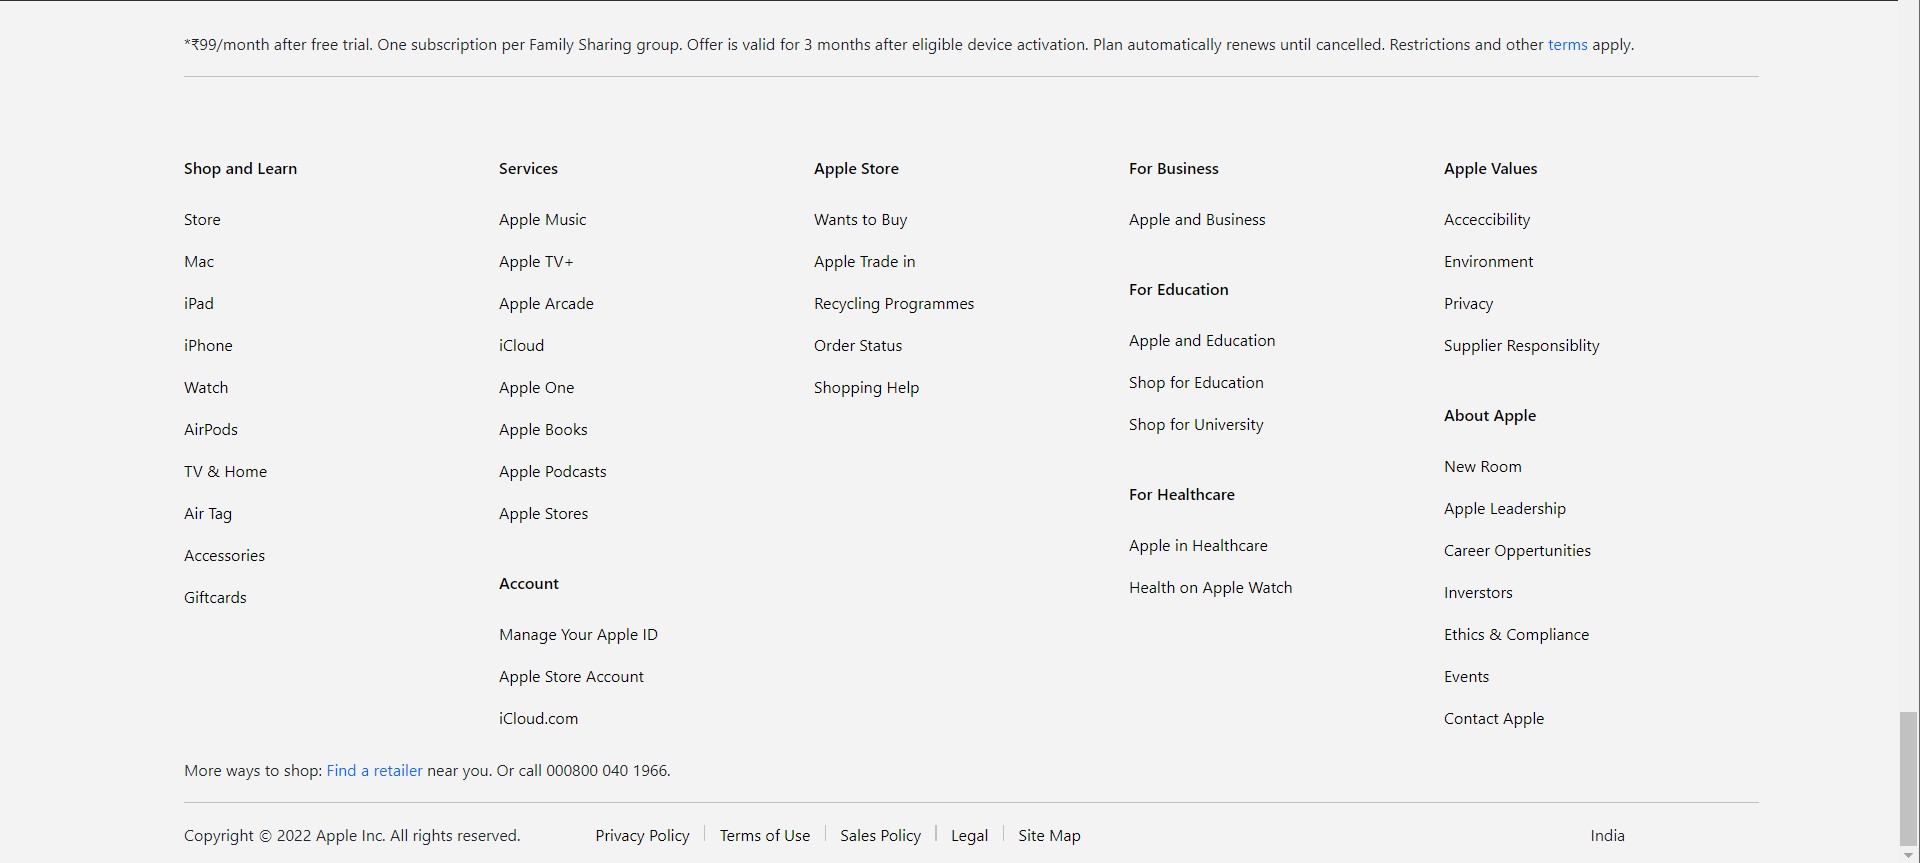 *₹99/month after free trial. One subscription per Family Sharing group. Offer is valid for 3 months after eligible device activation. Plan automatically renews until cancelled. Restrictions and other terms apply.
Shop and Learn
Store
Mac
iPad
iPhone
Watch
AirPods
TV & Home
Air Tag
Accessories
Giftcards
Services
Apple Music
Apple TV+
Apple Arcade
iCloud
Apple One
Apple Books
Apple Podcasts
Apple Stores
Account
Manage Your Apple ID
Apple Store Account
iCloud.com
Apple Store
Wants to Buy
Apple Trade in
Recycling Programmes
Order Status
Shopping Help
For Business
Apple and Business
For Education
Apple and Education
Shop for Education
Shop for University
For Healthcare
Apple in Healthcare
Health on Apple Watch
Apple Values
Acceccibility
Environment
Privacy
Supplier Responsiblity
About Apple
New Room
Apple Leadership
Career Oppertunities
Inverstors
Ethics & Compliance
Events
Contact Apple
More ways to shop: Find a retailer near you. Or call 000800 040 1966.
Copyright © 2022 Apple Inc. All rights reserved. Privacy Policy Terms of Use Sales Policy Legal Site Map India